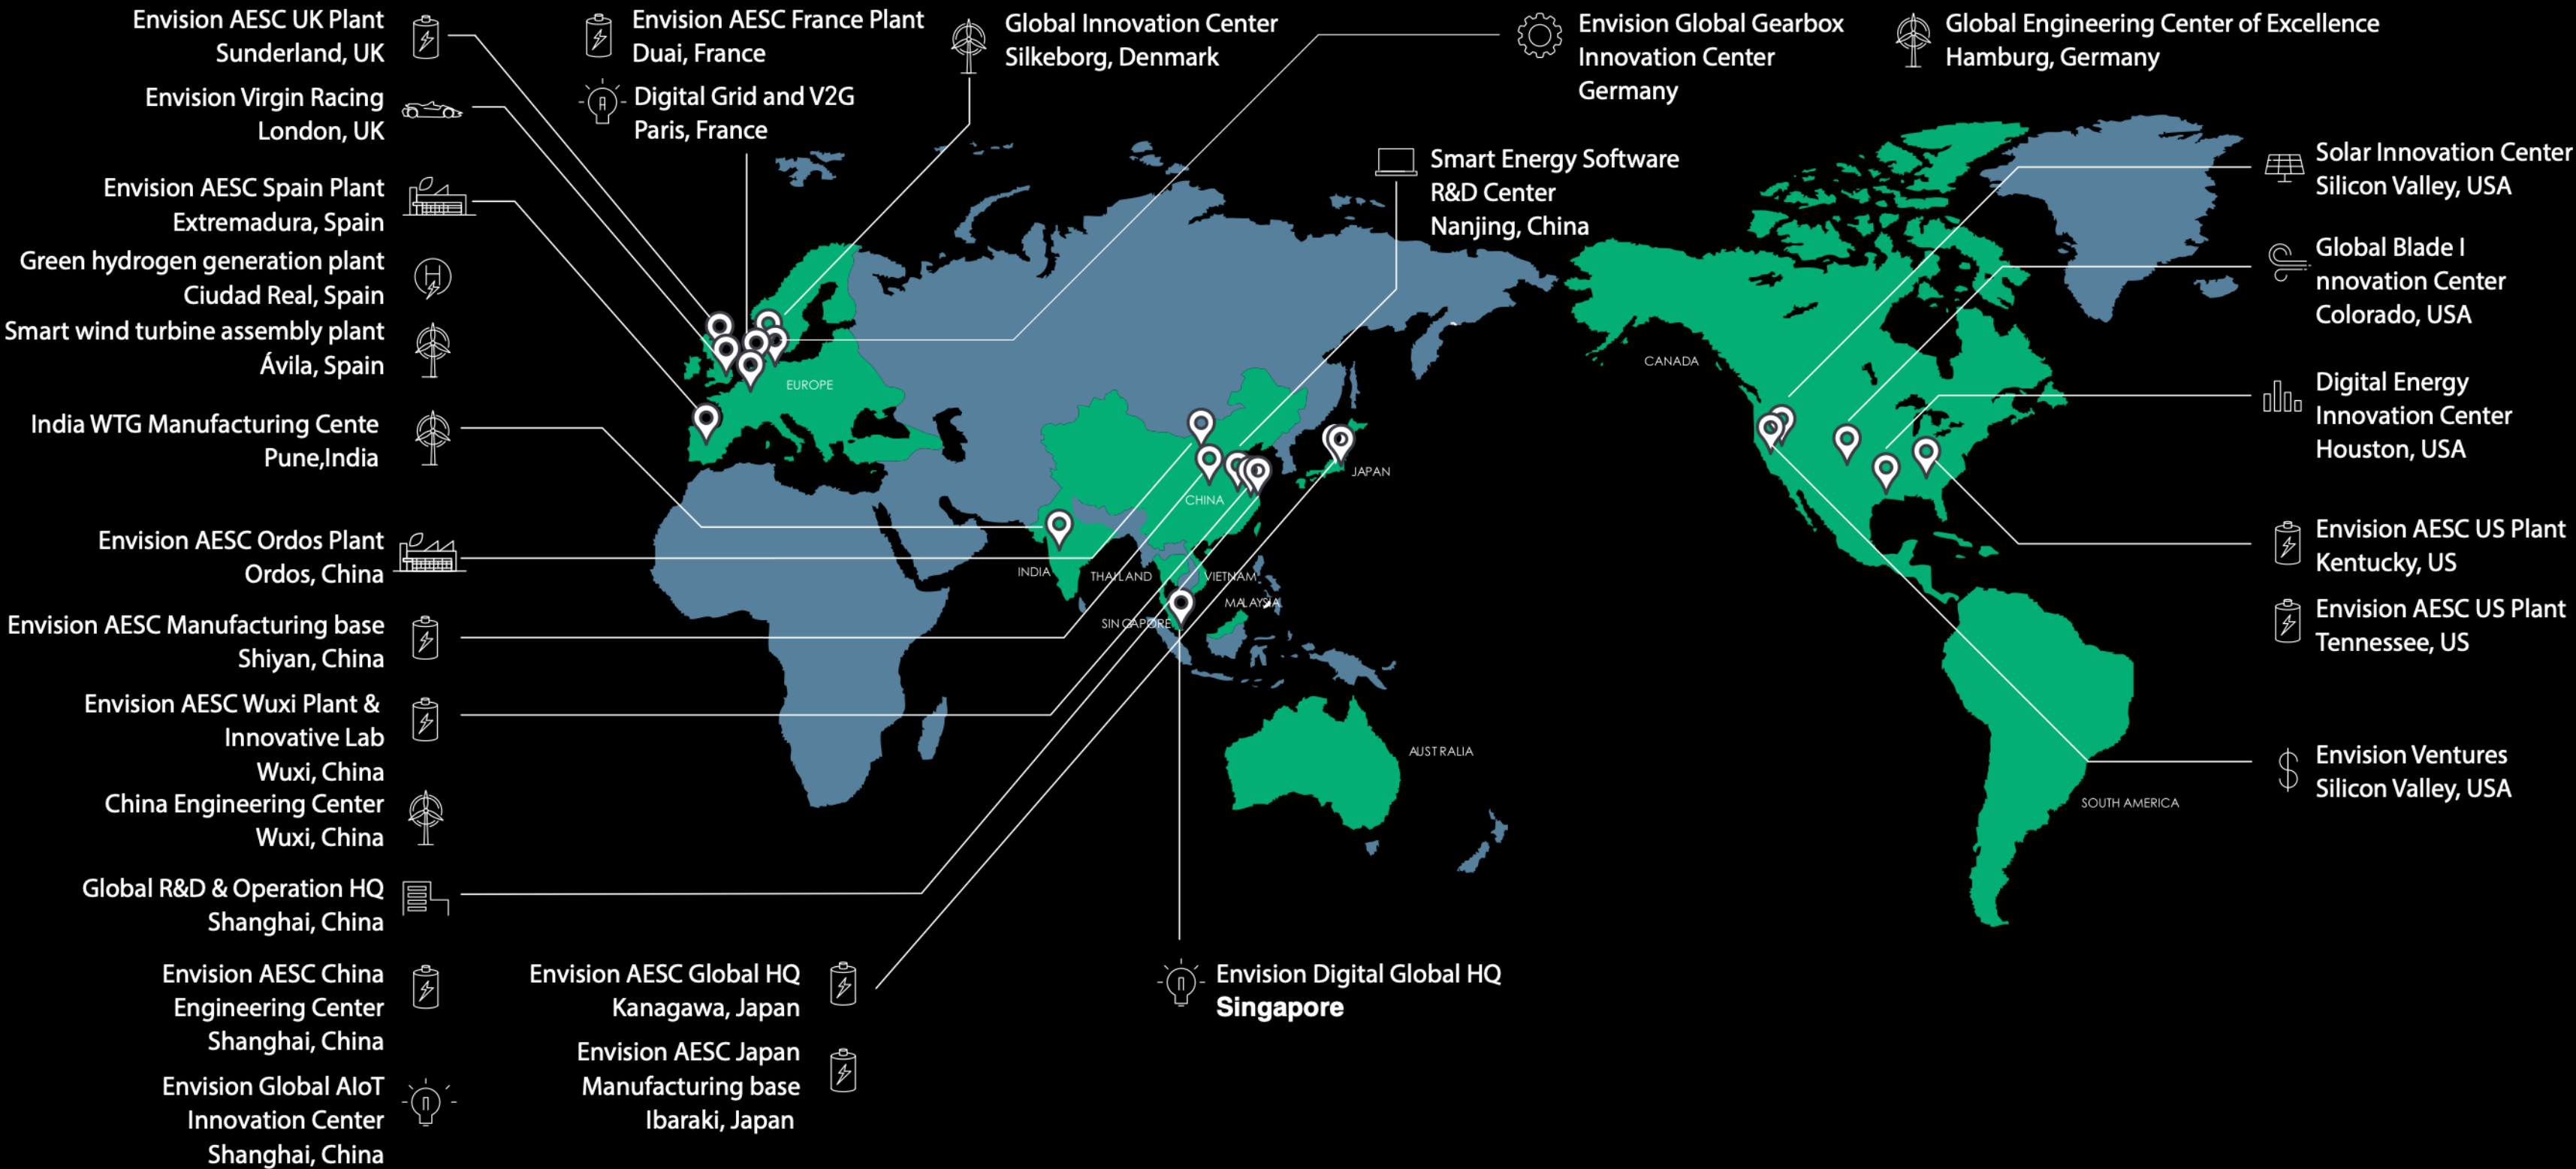 Envision AESC UK Plant
Sunderland, UK
Envision Virgin Racing
London, UK
Envision AESC Spain Plant
Extremadura, Spain
Green hydrogen generation plant
Ciudad Real, Spain
Smart wind turbine assembly plant
Ávila, Spain
India WTG Manufacturing Cente
Pune,India
Envision AESC Ordos Plant
Ordos, China
Envision AESC Manufacturing base
Shiyan, China
Envision AESC Wuxi Plant &
Innovative Lab
Wuxi, China
China Engineering Center
Wuxi, China
Global R&D & Operation HQ
Shanghai, China
Envision AESC China
Engineering Center
Shanghai, China
Envision Global AIoT
Innovation Center
Shanghai, China
Envision AESC France Plant
Duai, France
Digital Grid and V2G
Paris, France
Global Innovation Center
Silkeborg, Denmark
Envision Global Gearbox
Innovation Center
Germany
Global Engineering Center of Excellence
Hamburg, Germany
Smart Energy Software
R&D Center
Nanjing, China
EUROPE
CHINA
JAPAN
INDIA
THAILAND
VIETNAM
MALAYSIA
SINGAPORE
AUSTRALIA
CANADA
SOUTH AMERICA
Envision AESC Global HQ
Kanagawa, Japan
Envision AESC Japan
Manufacturing base
Ibaraki, Japan
Envision Digital Global HQ
Singapore
Solar Innovation Center
Silicon Valley, USA
Global Blade I
nnovation Center
Colorado, USA
Digital Energy
Innovation Center
Houston, USA
Envision AESC US Plant
Kentucky, US
Envision AESC US Plant
Tennessee, US
Envision Ventures
Silicon Valley, USA